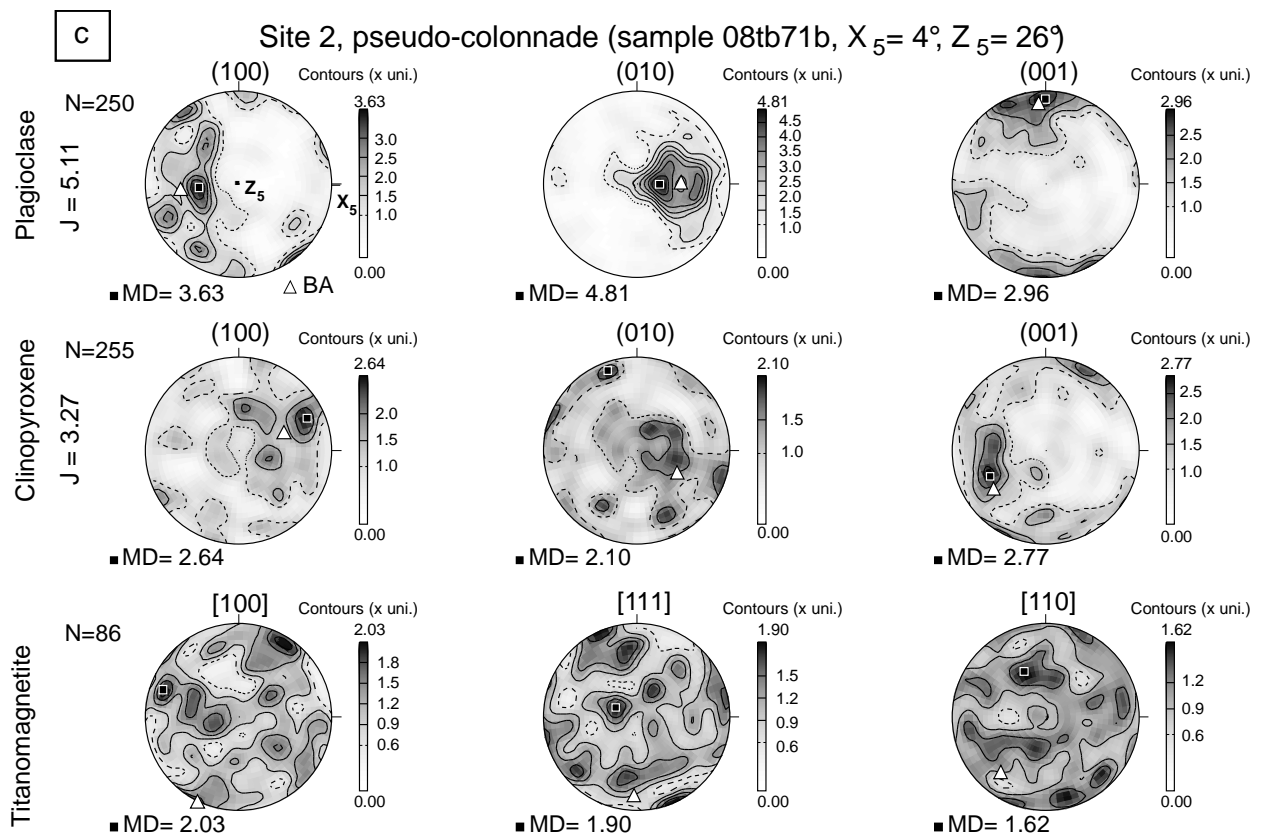 c
Site 2, pseudo-colonnade (sample 08tb71b, X5= 4°, Z5= 26°)
Plagioclase
N=250
J = 5.11
(100)
Contours (x uni.)
3.63
3.0
2.5
2.0
1.5
1.0
0.00
Z5
X5
■ MD= 3.63
△ BA
(010)
Contours (x uni.)
4.81
4.5
4.0
3.5
3.0
2.5
2.0
1.5
1.0
0.00
■ MD= 4.81
(001)
Contours (x uni.)
2.96
2.5
2.0
1.5
1.0
0.00
■ MD= 2.96
Clinopyroxene
N=255
J = 3.27
(100)
Contours (x uni.)
2.64
2.0
1.5
1.0
0.00
■ MD= 2.64
(010)
Contours (x uni.)
2.10
1.5
1.0
0.00
■ MD= 2.10
(001)
Contours (x uni.)
2.77
2.5
2.0
1.5
1.0
0.00
■ MD= 2.77
Titanomagnetite
N=86
[100]
Contours (x uni.)
2.03
1.8
1.5
1.2
0.9
0.6
0.00
■ MD= 2.03
[111]
Contours (x uni.)
1.90
1.5
1.2
0.9
0.6
0.00
■ MD= 1.90
[110]
Contours (x uni.)
1.62
1.2
0.9
0.6
0.00
■ MD= 1.62